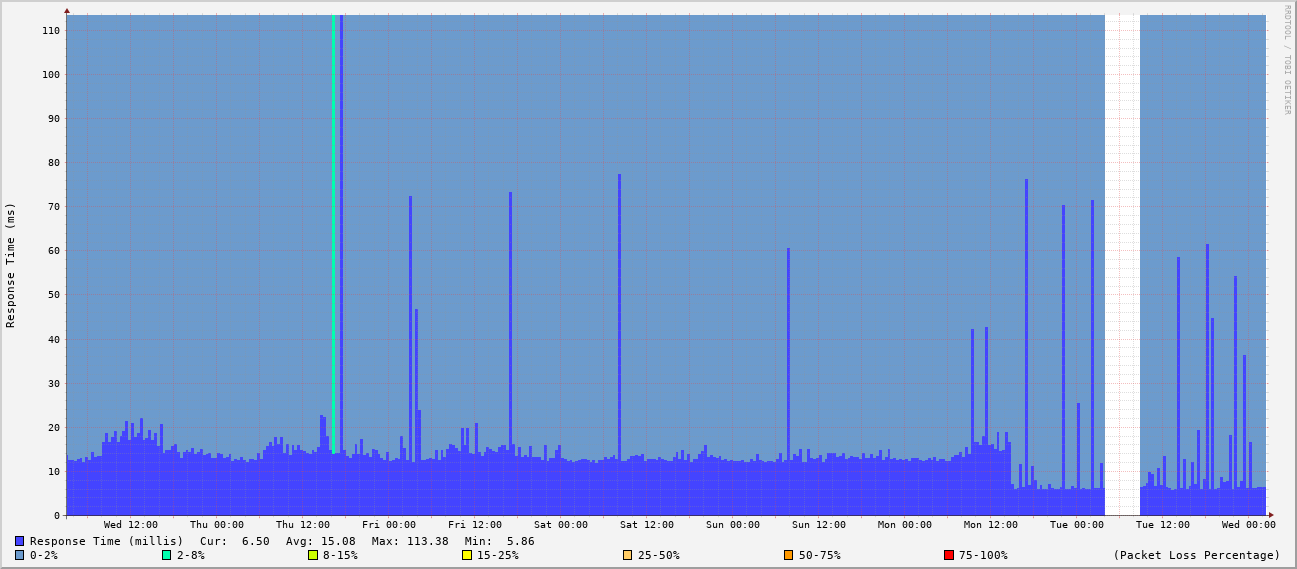 RRDTOOL / TOBI OETIKER
Response Time (ms)
110
100
90
80
70
60
50
40
30
20
10
0
Wed 12:00 Thu 00:00 Thu 12:00 Fri 00:00 Fri 12:00 Sat 00:00 Sat 12:00 Sun 00:00 Sun 12:00 Mon 00:00 Mon 12:00 Tue 00:00 Tue 12:00 Wed 00:00
Response Time (millis) Cur: 6.50 Avg: 15.08 Max: 113.38 Min: 5.86
0-2% 2-8% 8-15% 15-25% 25-50% 50-75% 75-100% (Packet Loss Percentage)